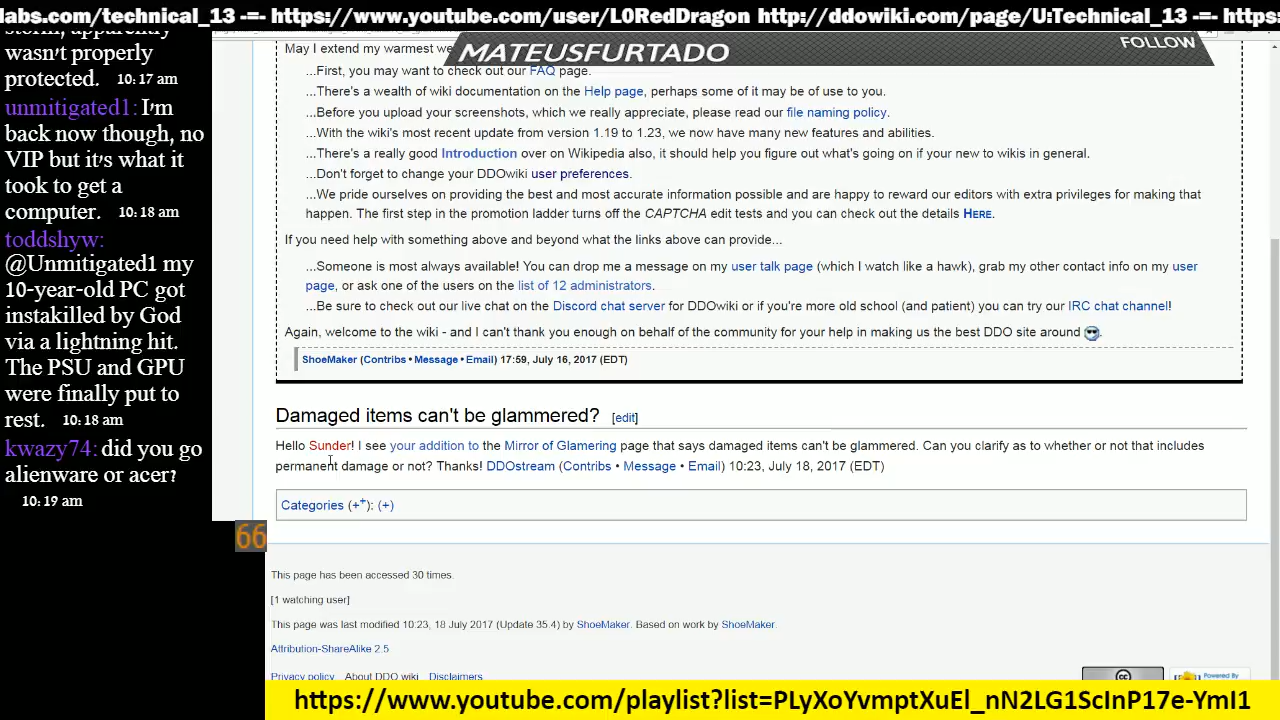 labs.com/technical_13 -=- https://www.youtube.com/user/L0RedDragon http://ddowiki.com/page/U:Technical_13 -=- https:
storm, apparently
wasn't properly
protected. 10:17 am
unmitigated1: I'm
back now though, no
VIP but it's what it
took to get a
computer. 10:18 am
toddshyw:
@Unmitigated1 my
10-year-old PC got
instakilled by God
via a lightning hit.
The PSU and GPU
were finally put to
rest. 10:18 am
kwazy74: did you go
alienware or acer?
10:19 am
MATEUSFURTADO
FOLLOW
May I extend my warmest we
...First, you may want to check out our FAQ page.
...There's a wealth of wiki documentation on the Help page, perhaps some of it may be of use to you.
...Before you upload your screenshots, which we really appreciate, please read our file naming policy.
...With the wiki's most recent update from version 1.19 to 1.23, we now have many new features and abilities.
...There's a really good Introduction over on Wikipedia also, it should help you figure out what's going on if your new to wikis in general.
...Don't forget to change your DDOwiki user preferences.
...We pride ourselves on providing the best and most accurate information possible and are happy to reward our editors with extra privileges for making that
happen. The first step in the promotion ladder turns off the CAPTCHA edit tests and you can check out the details HERE.
If you need help with something above and beyond what the links above can provide...
...Someone is most always available! You can drop me a message on my user talk page (which I watch like a hawk), grab my other contact info on my user
page, or ask one of the users on the list of 12 administrators.
...Be sure to check out our live chat on the Discord chat server for DDOwiki or if you're more old school (and patient) you can try our IRC chat channel!
Again, welcome to the wiki - and I can't thank you enough on behalf of the community for your help in making us the best DDO site around
ShoeMaker (Contribs • Message • Email) 17:59, July 16, 2017 (EDT)
Damaged items can't be glammered? [edit]
Hello Sunder! I see your addition to the Mirror of Glamering page that says damaged items can't be glammered. Can you clarify as to whether or not that includes
permanent damage or not? Thanks! DDOstream (Contribs • Message • Email) 10:23, July 18, 2017 (EDT)
Categories (+⁺): (+)
66
This page has been accessed 30 times.
[1 watching user]
This page was last modified 10:23, 18 July 2017 (Update 35.4) by ShoeMaker. Based on work by ShoeMaker.
Attribution-ShareAlike 2.5
Privacy policy About DDO wiki Disclaimers
cc
Powered By
https://www.youtube.com/playlist?list=PLyXoYvmptXuEl_nN2LG1ScInP17e-YmI1